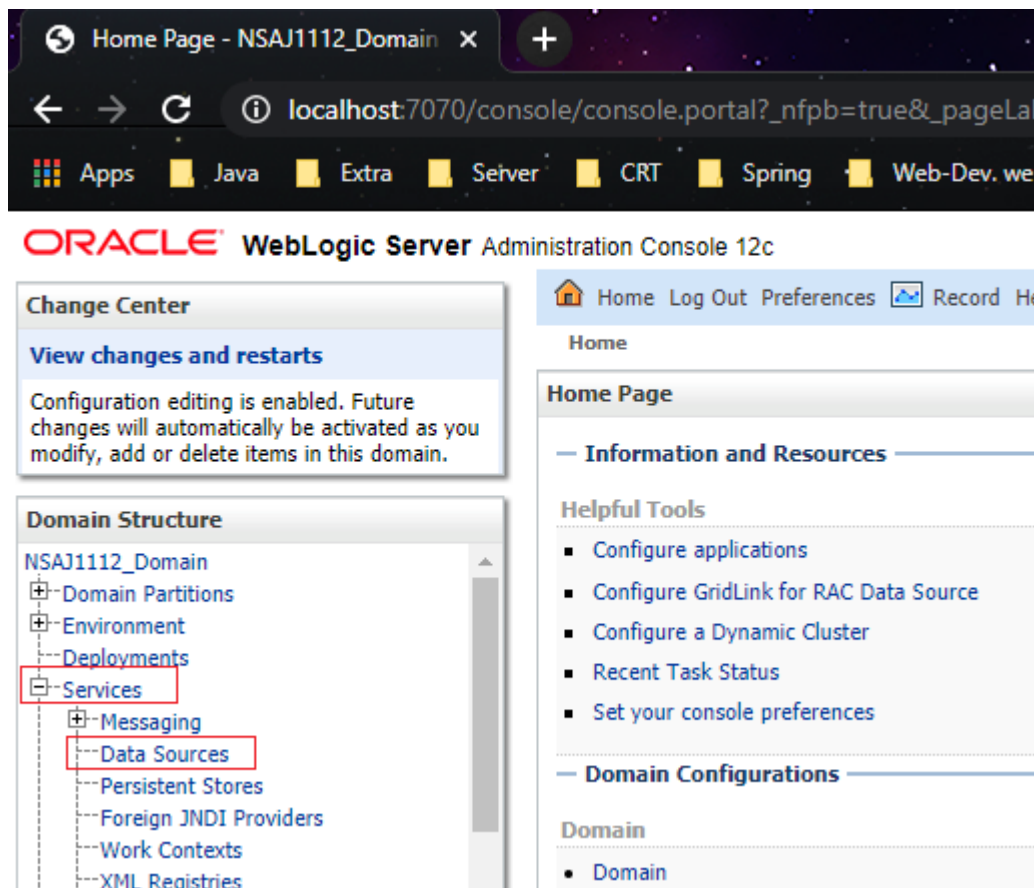 Home Page - NSAJ1112_Domain
localhost:7070/console/console.portal?_nfpb=true&_pageLa
Apps Java Extra Server CRT Spring Web-Dev. we
ORACLE WebLogic Server Administration Console 12c
Change Center
View changes and restarts
Configuration editing is enabled. Future
changes will automatically be activated as you
modify, add or delete items in this domain.
Domain Structure
NSAJ1112_Domain
Domain Partitions
Environment
Deployments
Services
Messaging
Data Sources
Persistent Stores
Foreign JNDI Providers
Work Contexts
XML Registries
Home Log Out Preferences Record He
Home
Home Page
Information and Resources
Helpful Tools
Configure applications
Configure GridLink for RAC Data Source
Configure a Dynamic Cluster
Recent Task Status
Set your console preferences
Domain Configurations
Domain
Domain